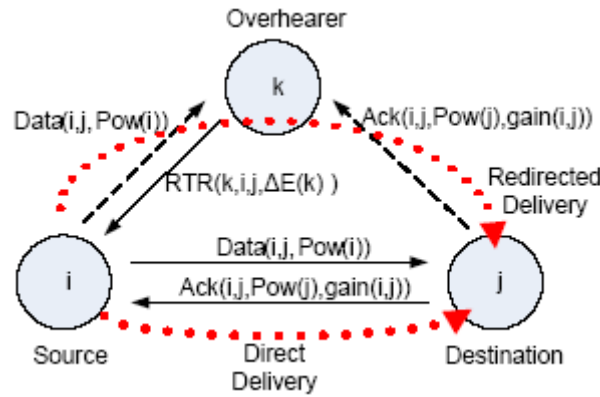 Overhearer
k
Data(i,j, Pow(i))
Ack(i,j,Pow(j),gain(i,j))
RTR(k,i,j,ΔE(k) )
Redirected
Delivery
Data(i,j, Pow(i))
i
j
Ack(i,j,Pow(j),gain(i,j))
Source
Direct
Delivery
Destination